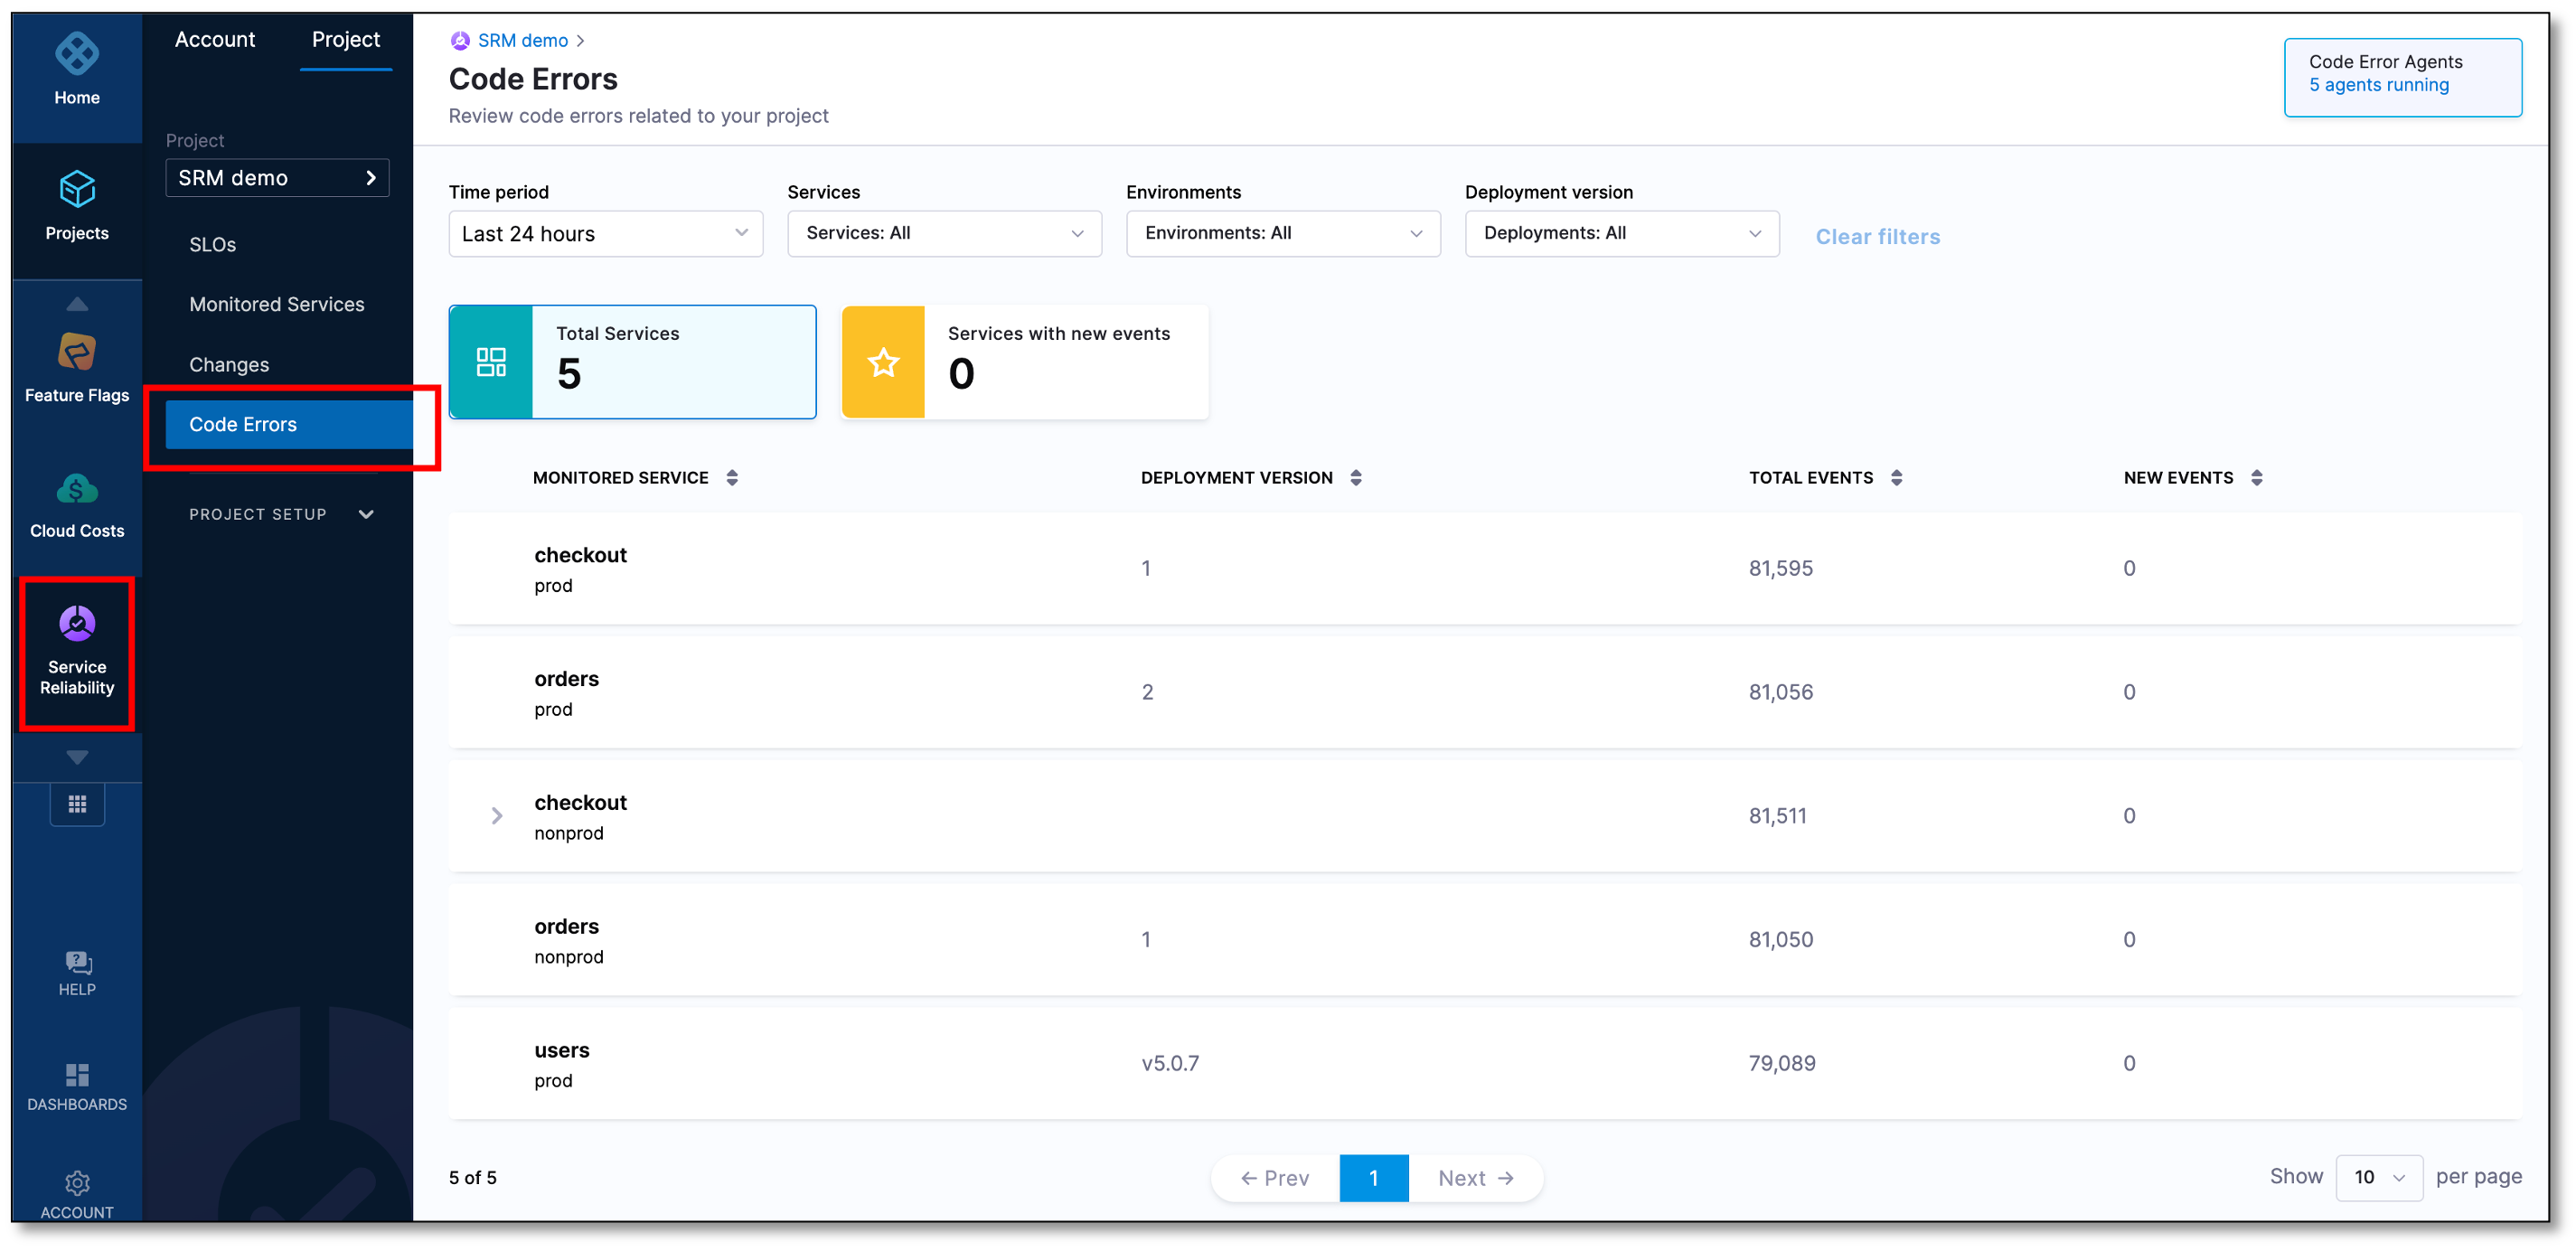 Home
Projects
Feature Flags
Cloud Costs
Service
Reliability
HELP
DASHBOARDS
ACCOUNT
Account Project
Project
SRM demo
SLOs
Monitored Services
Changes
Code Errors
PROJECT SETUP
SRM demo
Code Errors
Review code errors related to your project
Code Error Agents
5 agents running
Time period Services Environments Deployment version
Last 24 hours Services: All Environments: All Deployments: All Clear filters
Total Services
5
Services with new events
0
MONITORED SERVICE DEPLOYMENT VERSION TOTAL EVENTS NEW EVENTS
checkout
prod
1 81,595 0
orders
prod
2 81,056 0
checkout
nonprod
81,511 0
orders
nonprod
1 81,050 0
users
prod
v5.0.7 79,089 0
5 of 5 ← Prev 1 Next → Show 10 per page